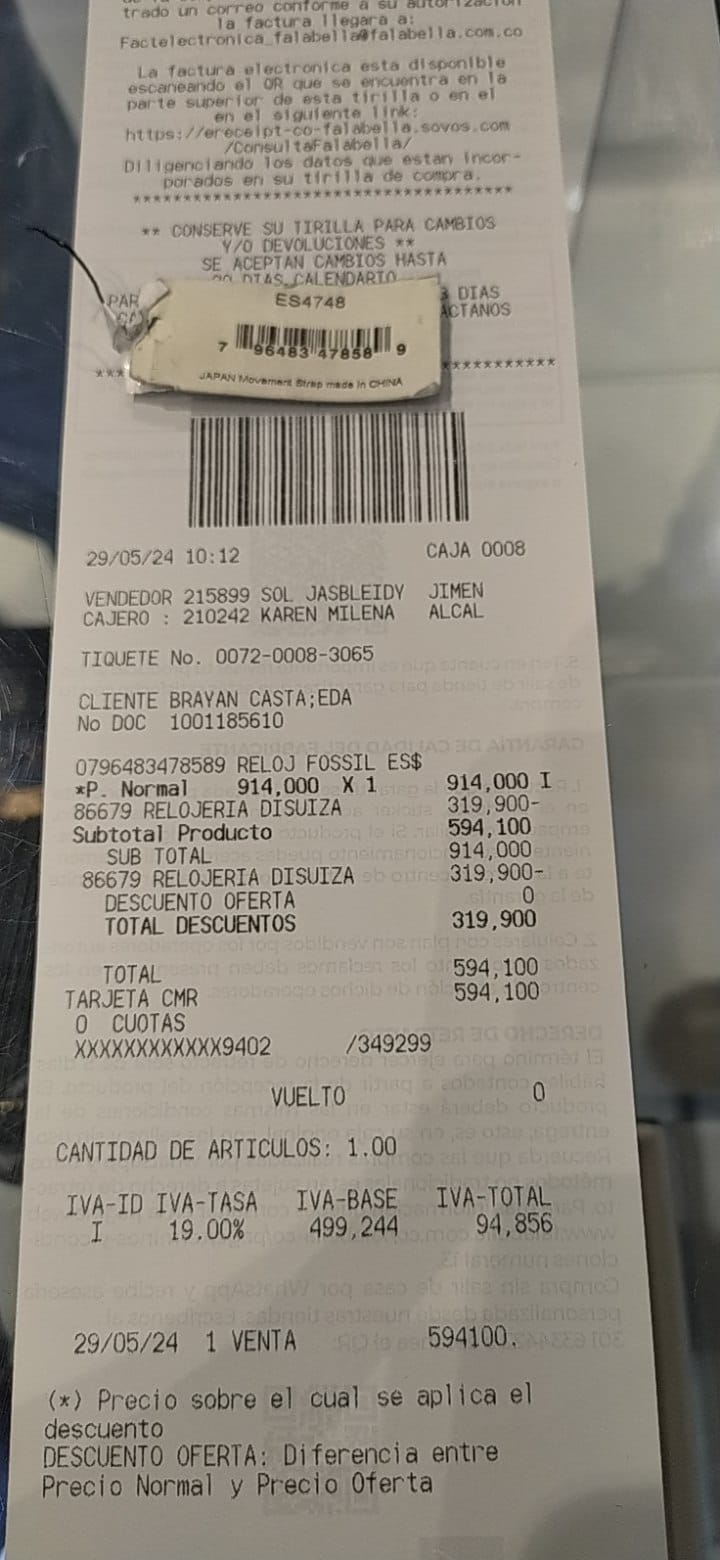 trado un correo conforme a su autorización
la factura llegara a:
Factelectronica_falabella@falabella.com.co
La factura electronica esta disponible
escaneando el QR que se encuentra en la
parte superior de esta tirilla o en el
en el siguiente link:
https://ereceipt-co-falabella.sovos.com
/ConsultaFalabella/
Diligenciando los datos que estan incor-
porados en su tirilla de compra.
***************************************
** CONSERVE SU TIRILLA PARA CAMBIOS
Y/O DEVOLUCIONES **
SE ACEPTAN CAMBIOS HASTA
DIAS CALENDARIO
PAR DIAS
ACTANOS
ES4748
7 96483 47858 9
JAPAN Movement Strap made in CHINA
*** ***********
29/05/24 10:12 CAJA 0008
VENDEDOR 215899 SOL JASBLEIDY JIMEN
CAJERO : 210242 KAREN MILENA ALCAL
TIQUETE No. 0072-0008-3065
CLIENTE BRAYAN CASTA;EDA
No DOC 1001185610
0796483478589 RELOJ FOSSIL ES$
*P. Normal 914,000 X 1 914,000 I
86679 RELOJERIA DISUIZA 319,900-
Subtotal Producto 594,100
SUB TOTAL 914,000
86679 RELOJERIA DISUIZA 319,900-
DESCUENTO OFERTA 0
TOTAL DESCUENTOS 319,900
TOTAL 594,100
TARJETA CMR 594,100
0 CUOTAS
XXXXXXXXXXXX9402 /349299
VUELTO 0
CANTIDAD DE ARTICULOS: 1.00
IVA-ID IVA-TASA IVA-BASE IVA-TOTAL
I 19.00% 499,244 94,856
29/05/24 1 VENTA 594100.
(*) Precio sobre el cual se aplica el
descuento
DESCUENTO OFERTA: Diferencia entre
Precio Normal y Precio Oferta